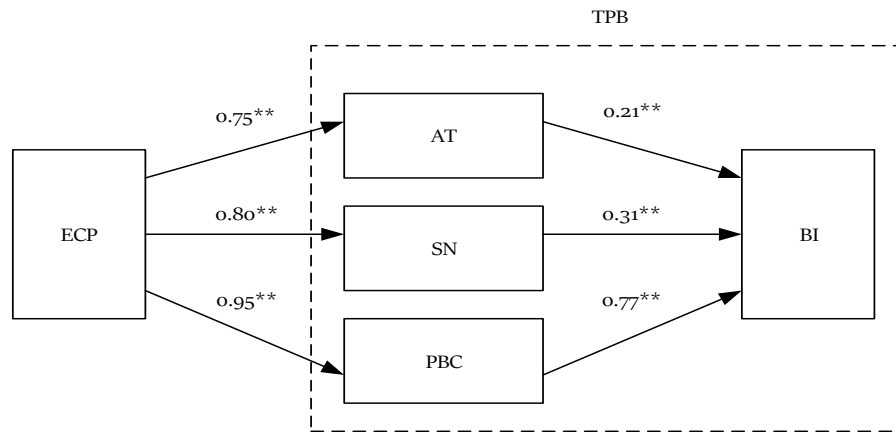 TPB
0.75**
AT
0.21**
ECP
0.80**
SN
0.31**
BI
0.95**
PBC
0.77**